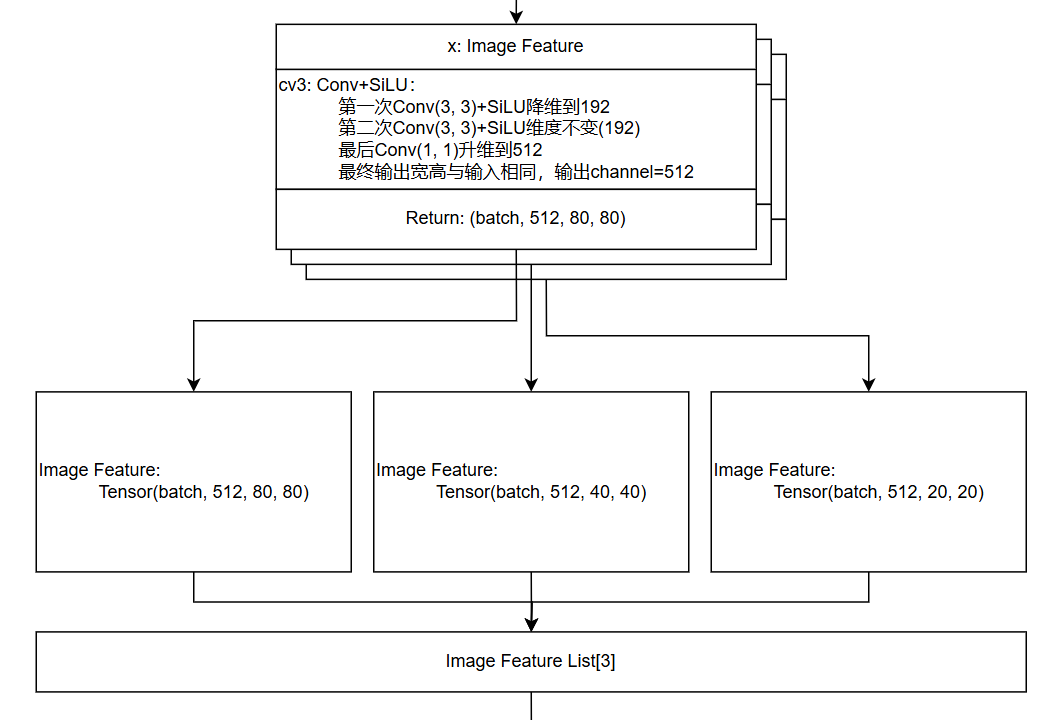 x: Image Feature
cv3: Conv+SiLU：
第一次Conv(3, 3)+SiLU降维到192
第二次Conv(3, 3)+SiLU维度不变(192)
最后Conv(1, 1)升维到512
最终输出宽高与输入相同，输出channel=512
Return: (batch, 512, 80, 80)
Image Feature:
Tensor(batch, 512, 80, 80)
Image Feature:
Tensor(batch, 512, 40, 40)
Image Feature:
Tensor(batch, 512, 20, 20)
Image Feature List[3]